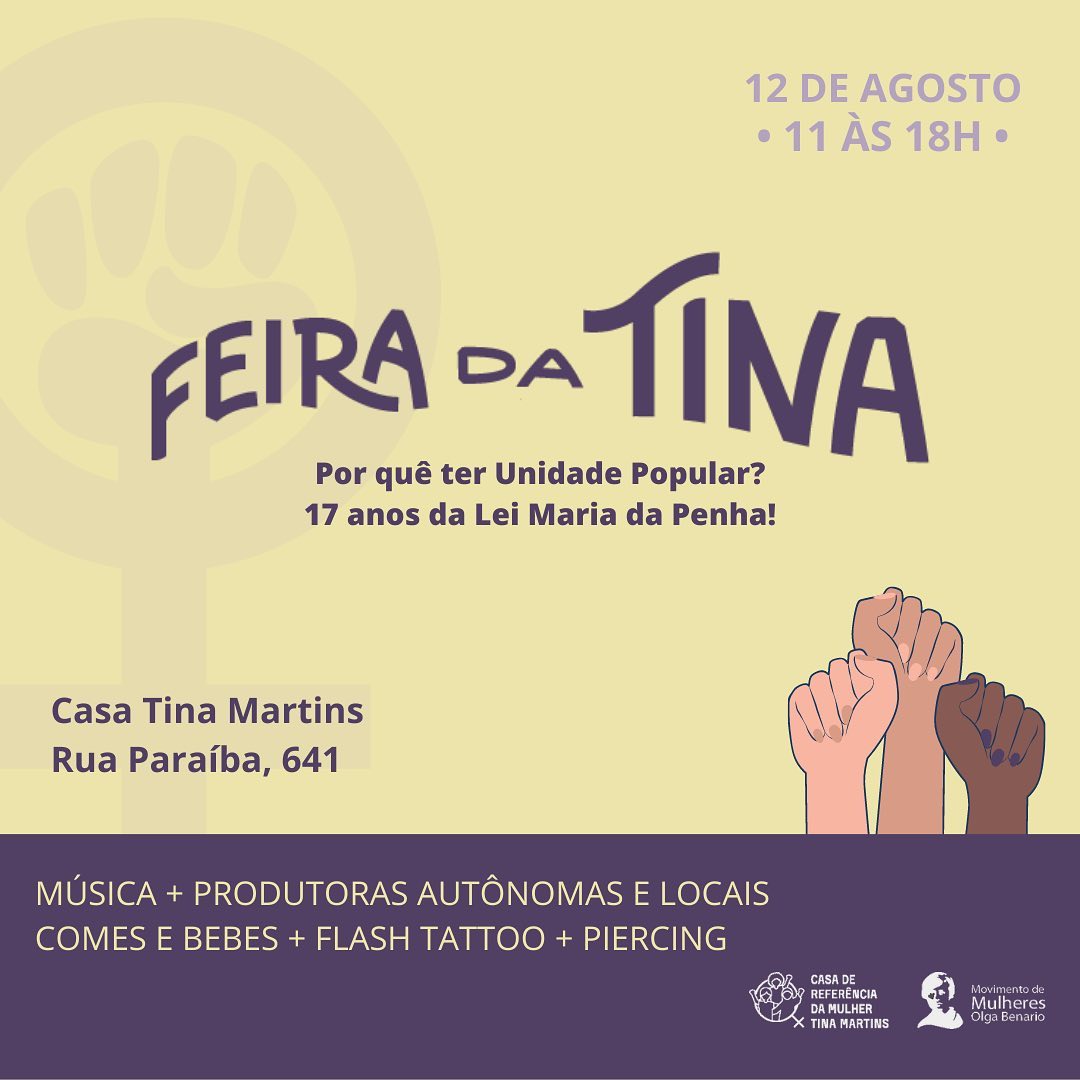 12 DE AGOSTO
• 11 ÀS 18H •
FEIRA DA TINA
Por quê ter Unidade Popular?
17 anos da Lei Maria da Penha!
Casa Tina Martins
Rua Paraíba, 641
MÚSICA + PRODUTORAS AUTÔNOMAS E LOCAIS
COMES E BEBES + FLASH TATTOO + PIERCING
CASA DE
REFERÊNCIA
DA MULHER
TINA MARTINS
Movimento de
Mulheres
Olga Benario